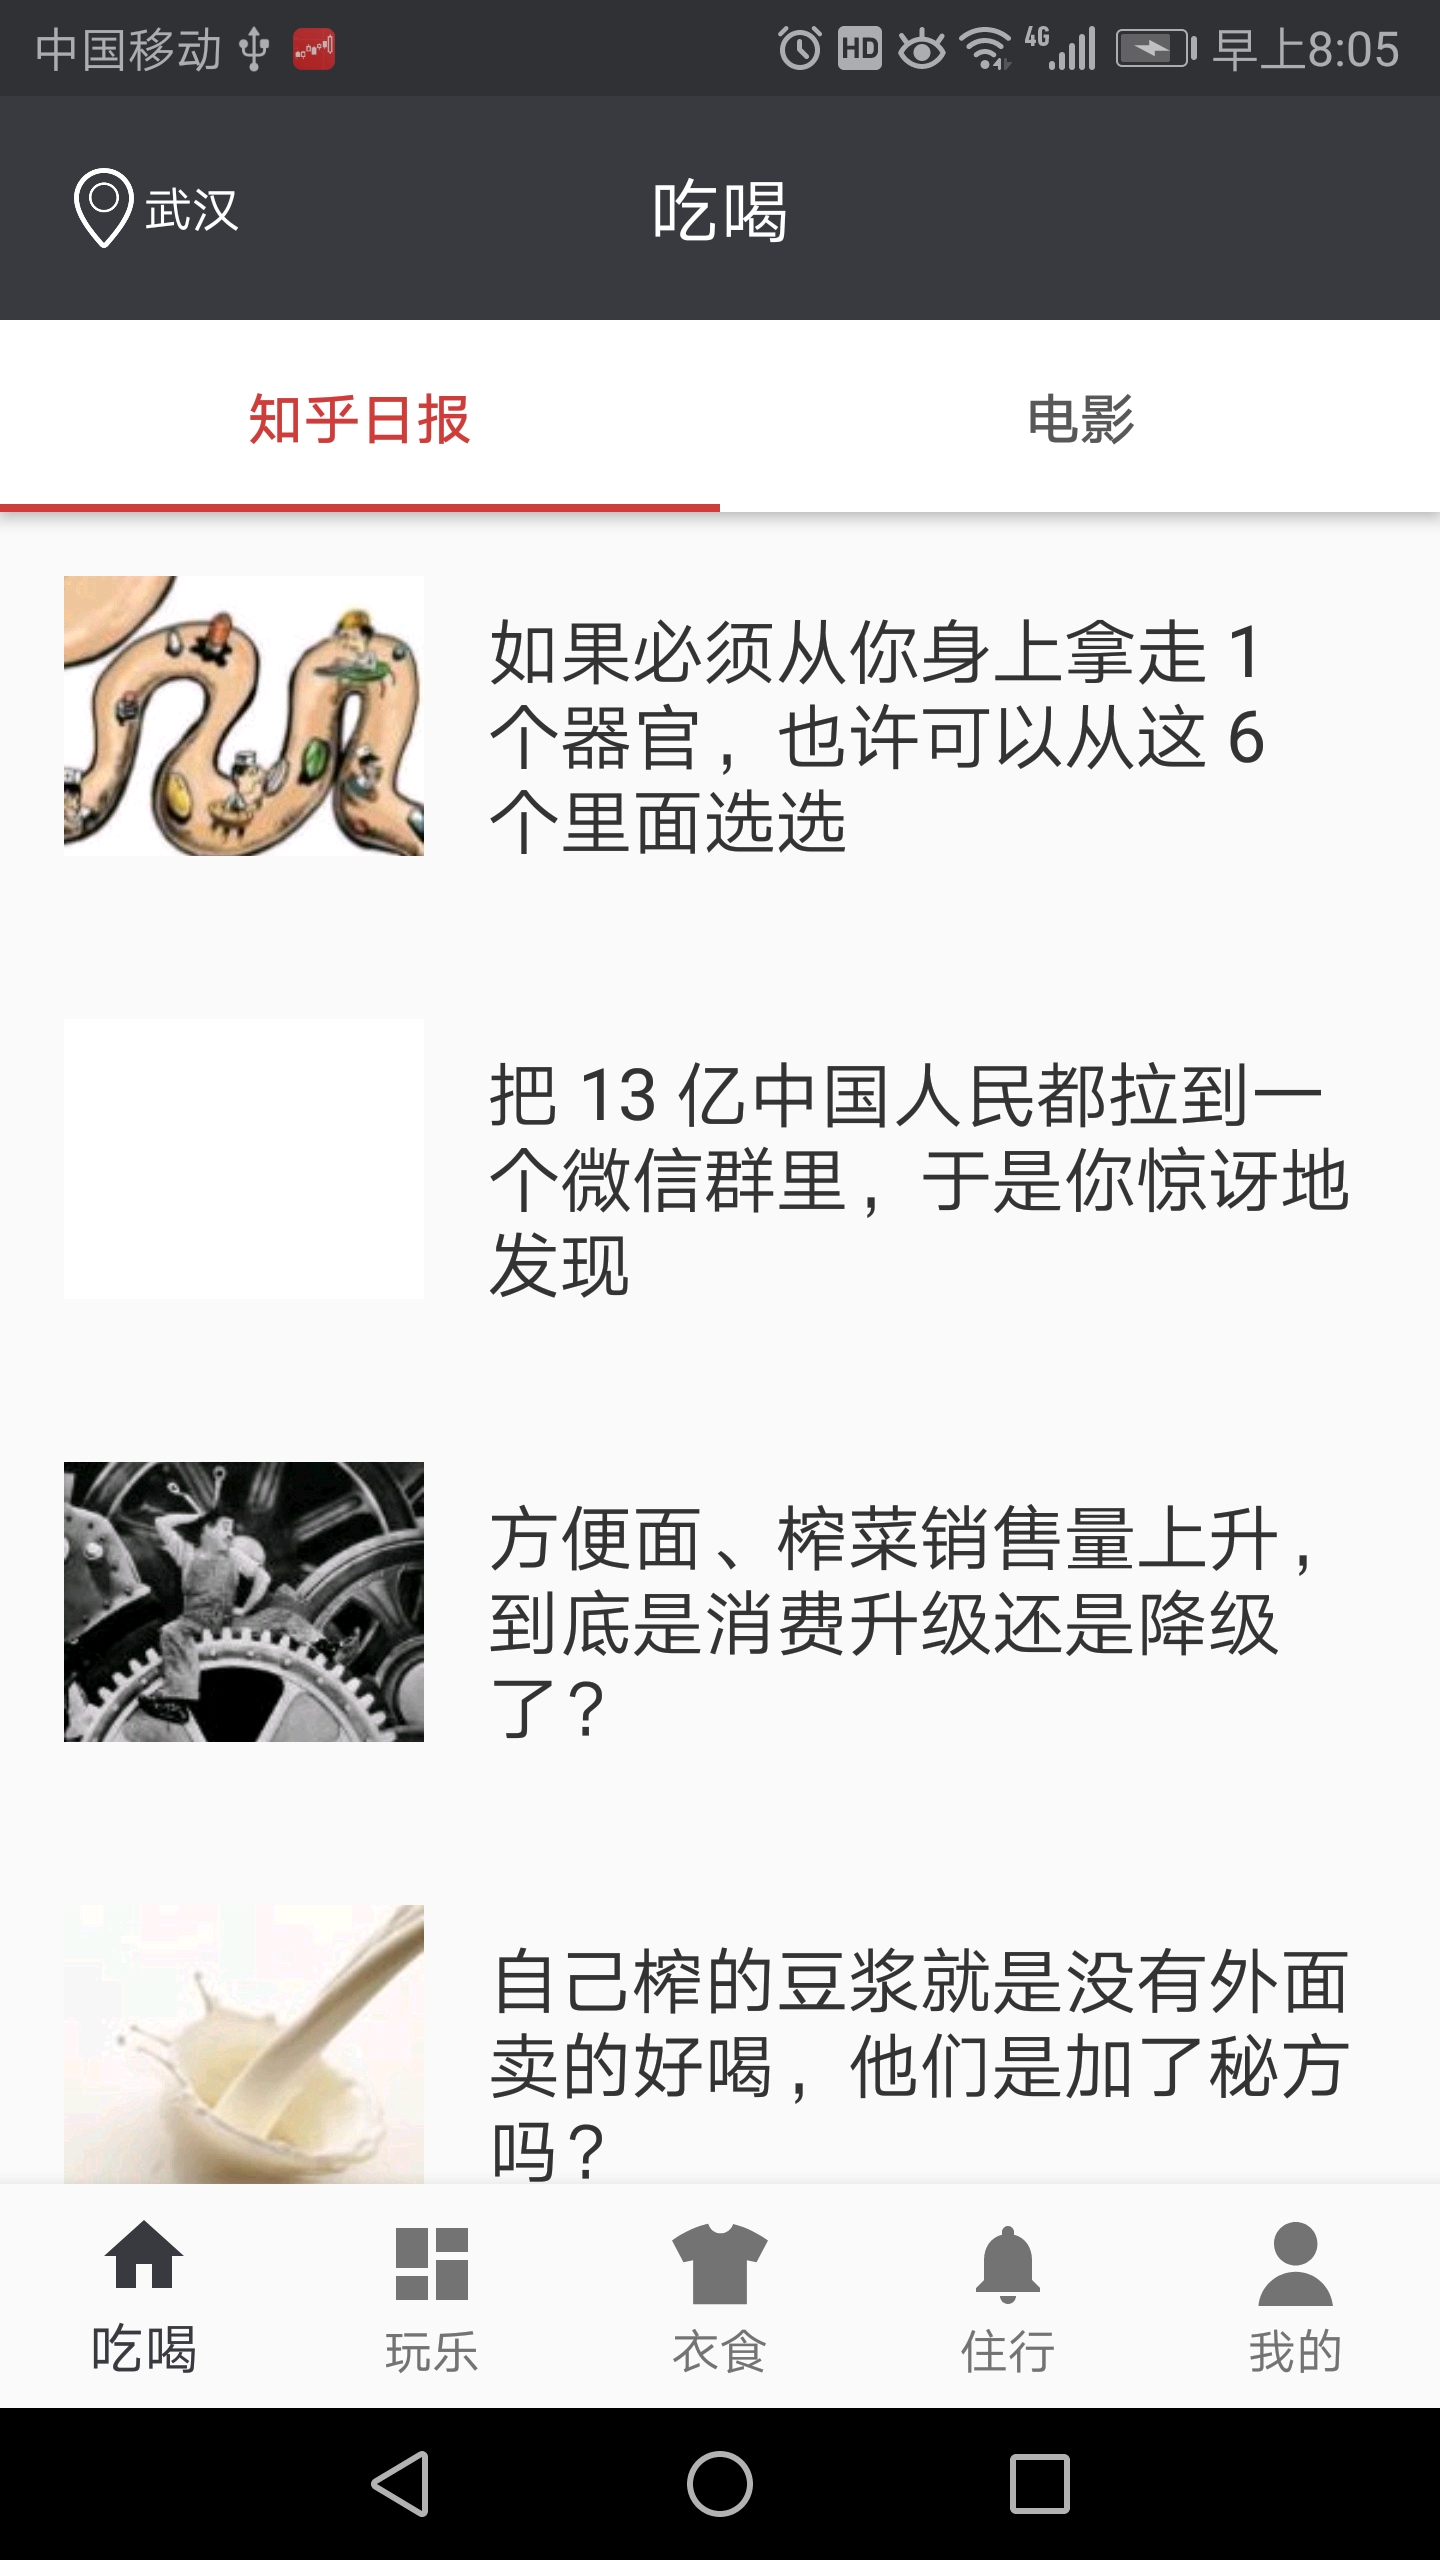 中国移动 HD 4G 早上8:05
武汉
吃喝
知乎日报 电影
如果必须从你身上拿走 1
个器官，也许可以从这 6
个里面选选
把 13 亿中国人民都拉到一
个微信群里，于是你惊讶地
发现
方便面、榨菜销售量上升，
到底是消费升级还是降级
了？
自己榨的豆浆就是没有外面
卖的好喝，他们是加了秘方
吗？
吃喝 玩乐 衣食 住行 我的